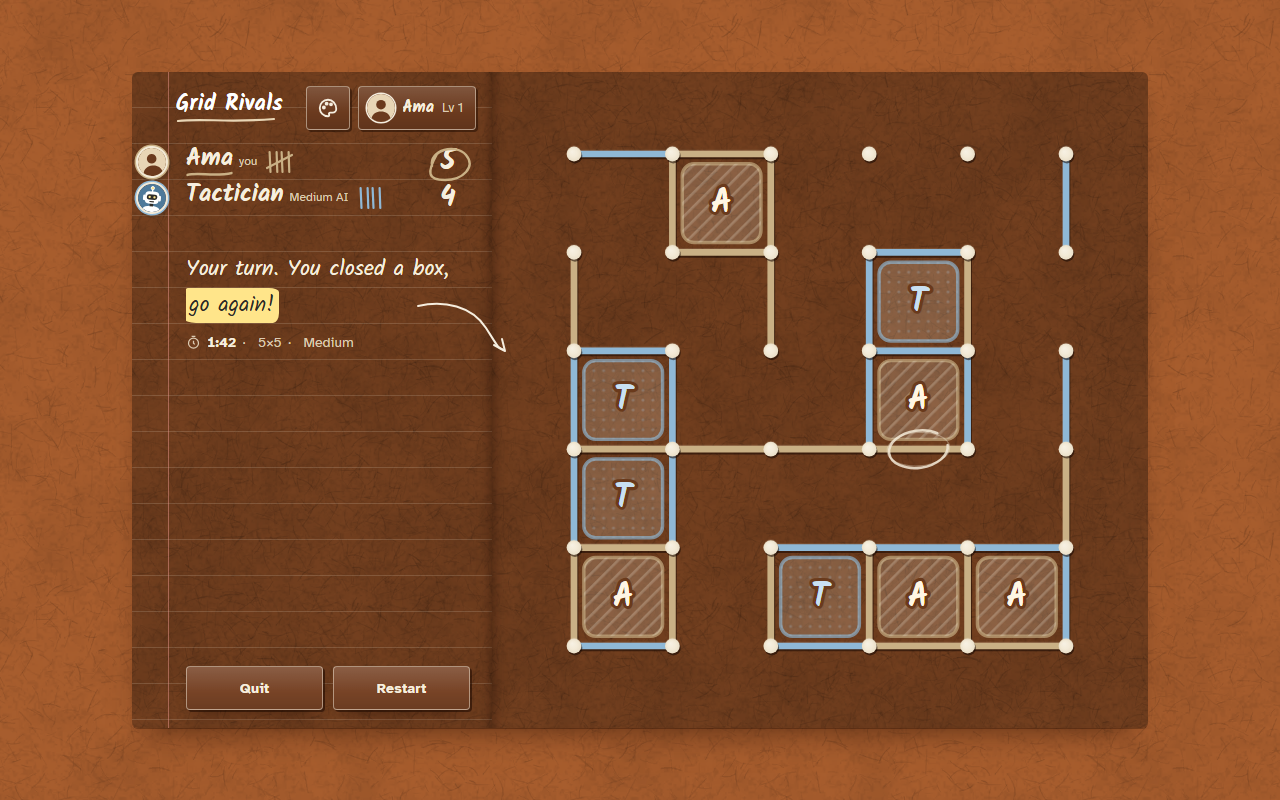 Grid Rivals
Ama Lv 1
Ama you 5
Tactician Medium AI 4
Your turn. You closed a box,
go again!
1:42 · 5×5 · Medium
A
T
T A
T
A T A A
Quit Restart